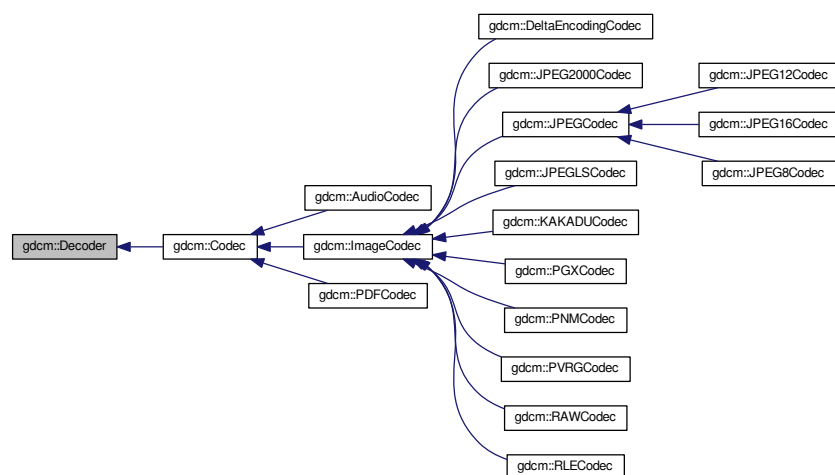 gdcm::DeltaEncodingCodec
gdcm::JPEG2000Codec
gdcm::JPEG12Codec
gdcm::JPEGCodec
gdcm::JPEG16Codec
gdcm::JPEGLSCodec
gdcm::JPEG8Codec
gdcm::AudioCodec
gdcm::KAKADUCodec
gdcm::Decoder
gdcm::Codec
gdcm::ImageCodec
gdcm::PGXCodec
gdcm::PDFCodec
gdcm::PNMCodec
gdcm::PVRGCodec
gdcm::RAWCodec
gdcm::RLECodec